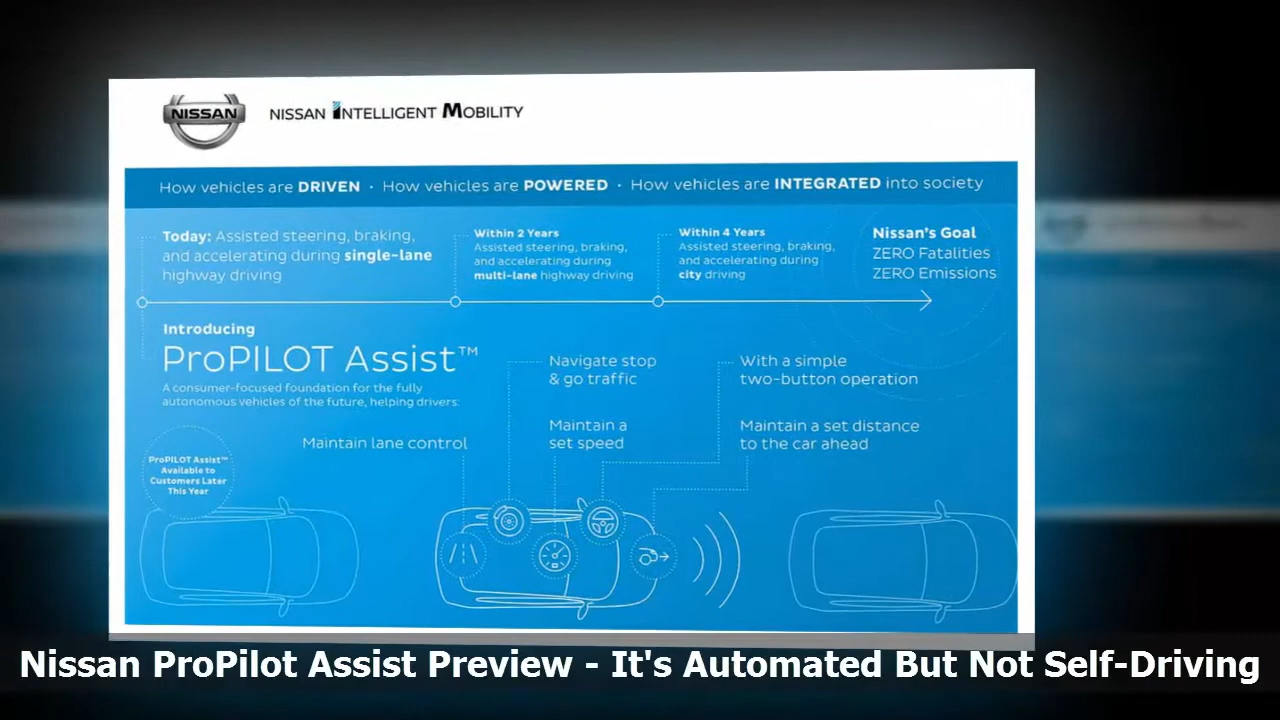 NISSAN
NISSAN INTELLIGENT MOBILITY
How vehicles are DRIVEN · How vehicles are POWERED · How vehicles are INTEGRATED into society
Today: Assisted steering, braking,
and accelerating during single-lane
highway driving
Within 2 Years
Assisted steering, braking,
and accelerating during
multi-lane highway driving
Within 4 Years
Assisted steering, braking,
and accelerating during
city driving
Nissan's Goal
ZERO Fatalities
ZERO Emissions
Introducing
ProPILOT Assist™
A consumer-focused foundation for the fully
autonomous vehicles of the future, helping drivers:
Maintain lane control
Navigate stop
& go traffic
Maintain a
set speed
With a simple
two-button operation
Maintain a set distance
to the car ahead
ProPILOT Assist™
Available to
Customers Later
This Year
Nissan ProPilot Assist Preview - It's Automated But Not Self-Driving